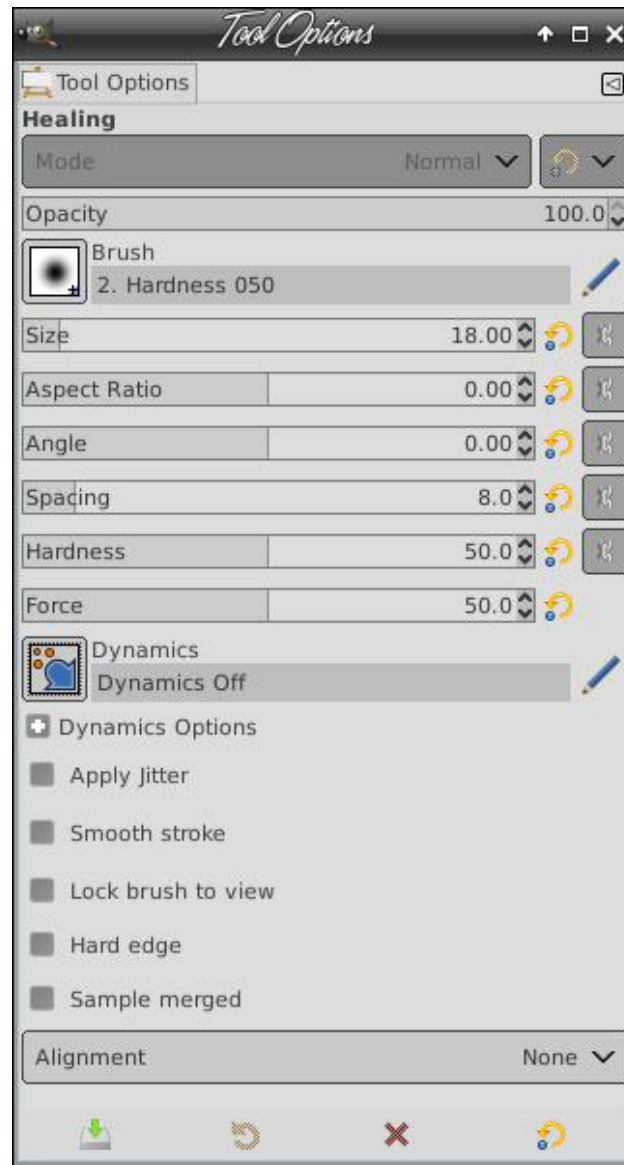 Tool Options
Tool Options
Healing
Mode Normal
Opacity 100.0
Brush
2. Hardness 050
Size 18.00
Aspect Ratio 0.00
Angle 0.00
Spacing 8.0
Hardness 50.0
Force 50.0
Dynamics
Dynamics Off
Dynamics Options
Apply Jitter
Smooth stroke
Lock brush to view
Hard edge
Sample merged
Alignment None